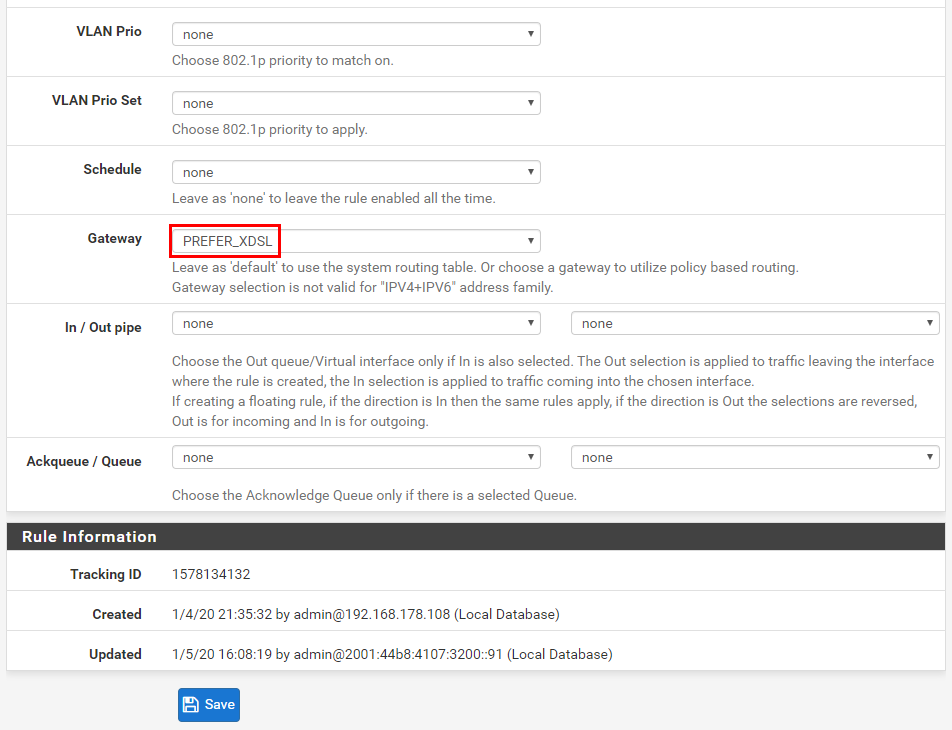 VLAN Prio
none
Choose 802.1p priority to match on.
VLAN Prio Set
none
Choose 802.1p priority to apply.
Schedule
none
Leave as 'none' to leave the rule enabled all the time.
Gateway
PREFER_XDSL
Leave as 'default' to use the system routing table. Or choose a gateway to utilize policy based routing.
Gateway selection is not valid for "IPV4+IPV6" address family.
In / Out pipe
none none
Choose the Out queue/Virtual interface only if In is also selected. The Out selection is applied to traffic leaving the interface
where the rule is created, the In selection is applied to traffic coming into the chosen interface.
If creating a floating rule, if the direction is In then the same rules apply, if the direction is Out the selections are reversed,
Out is for incoming and In is for outgoing.
Ackqueue / Queue
none none
Choose the Acknowledge Queue only if there is a selected Queue.
Rule Information
Tracking ID 1578134132
Created 1/4/20 21:35:32 by admin@192.168.178.108 (Local Database)
Updated 1/5/20 16:08:19 by admin@2001:44b8:4107:3200::91 (Local Database)
Save